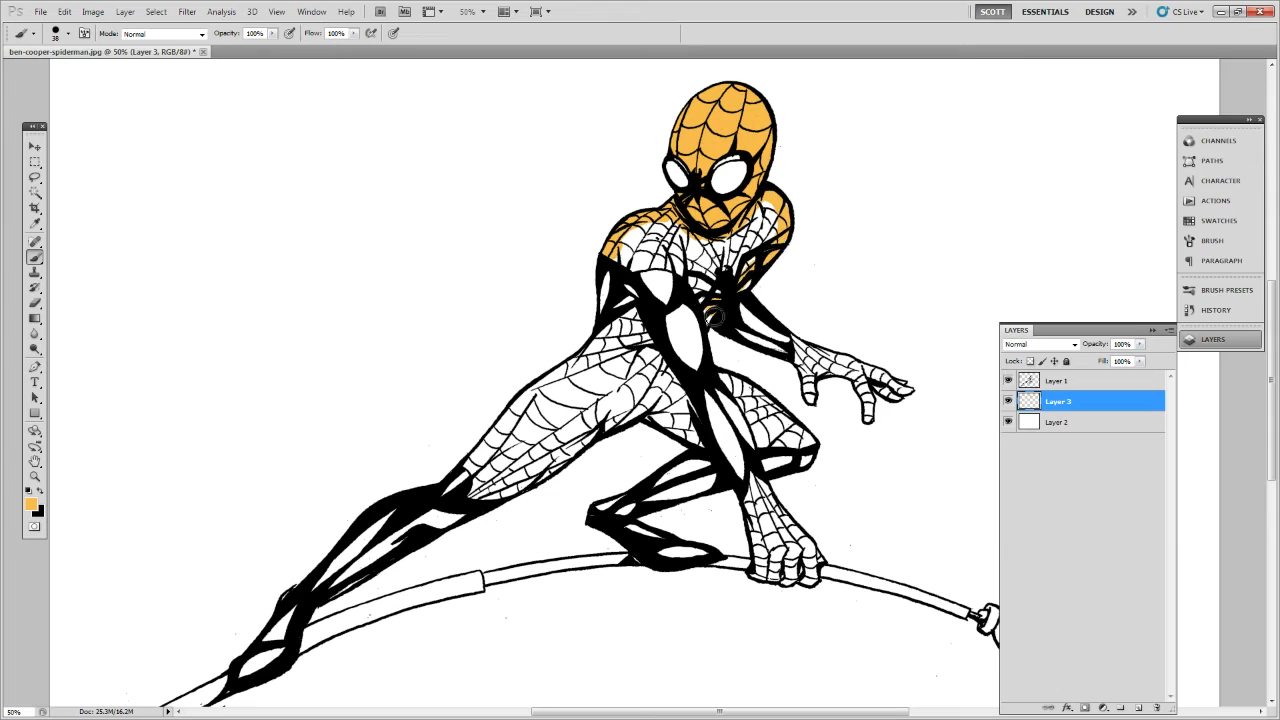 Ps File Edit Image Layer Select Filter Analysis 3D View Window Help Br Mb 50% SCOTT ESSENTIALS DESIGN CS Live
35 Mode: Normal Opacity: 100% Flow: 100%
ben-cooper-spiderman.jpg @ 50% (Layer 3, RGB/8#) *
CHANNELS
PATHS
CHARACTER
ACTIONS
SWATCHES
BRUSH
PARAGRAPH
BRUSH PRESETS
HISTORY
LAYERS
LAYERS
Normal Opacity: 100%
Lock: Fill: 100%
Layer 1
Layer 3
Layer 2
50% Doc: 25.3M/16.2M